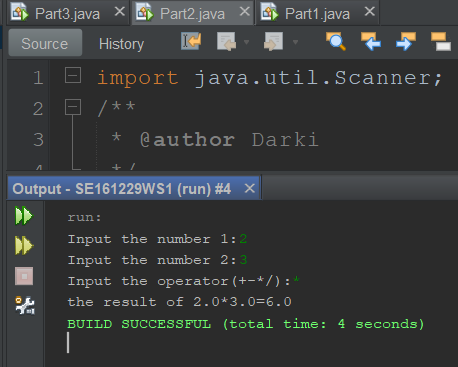 Part3.java × Part2.java × Part1.java ×
Source History
1 import java.util.Scanner;
2 /**
3 * @author Darki
4 */
Output - SE161229WS1 (run) #4 ×
run:
Input the number 1:2
Input the number 2:3
Input the operator(+-*/):*
the result of 2.0*3.0=6.0
BUILD SUCCESSFUL (total time: 4 seconds)